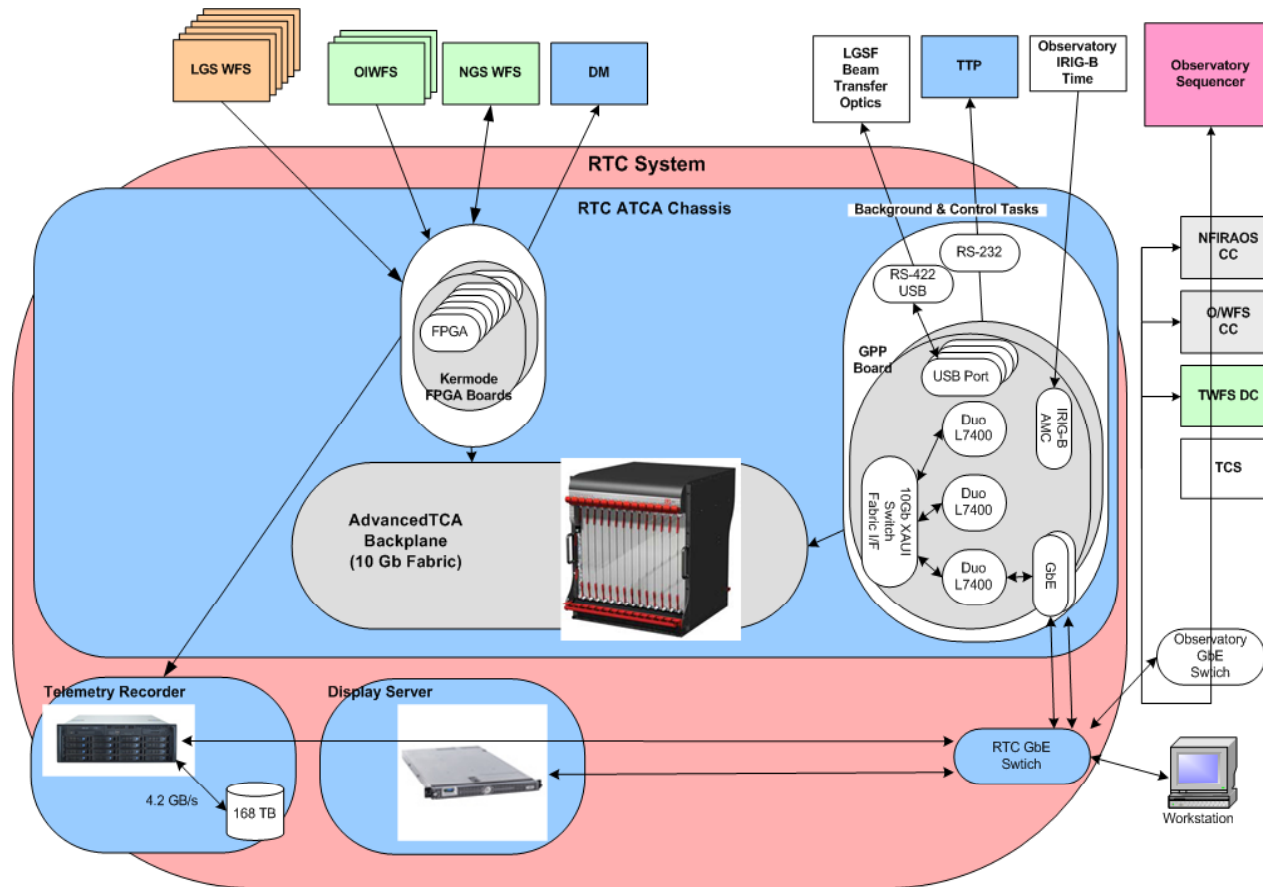 LGS WFS
OIWFS
NGS WFS
DM
LGSF
Beam
Transfer
Optics
TTP
Observatory
IRIG-B
Time
Observatory
Sequencer
RTC System
RTC ATCA Chassis
Background & Control Tasks
RS-232
RS-422
USB
NFIRAOS
CC
O/WFS
CC
TWFS DC
TCS
FPGA
Kermode
FPGA Boards
GPP
Board
USB Port
IRIG-B
AMC
Duo
L7400
Duo
L7400
Duo
L7400
10Gb XAUI
Switch
Fabric I/F
GbE
AdvancedTCA
Backplane
(10 Gb Fabric)
Observatory
GbE
Swtich
Telemetry Recorder
Display Server
4.2 GB/s
168 TB
RTC GbE
Swtich
Workstation